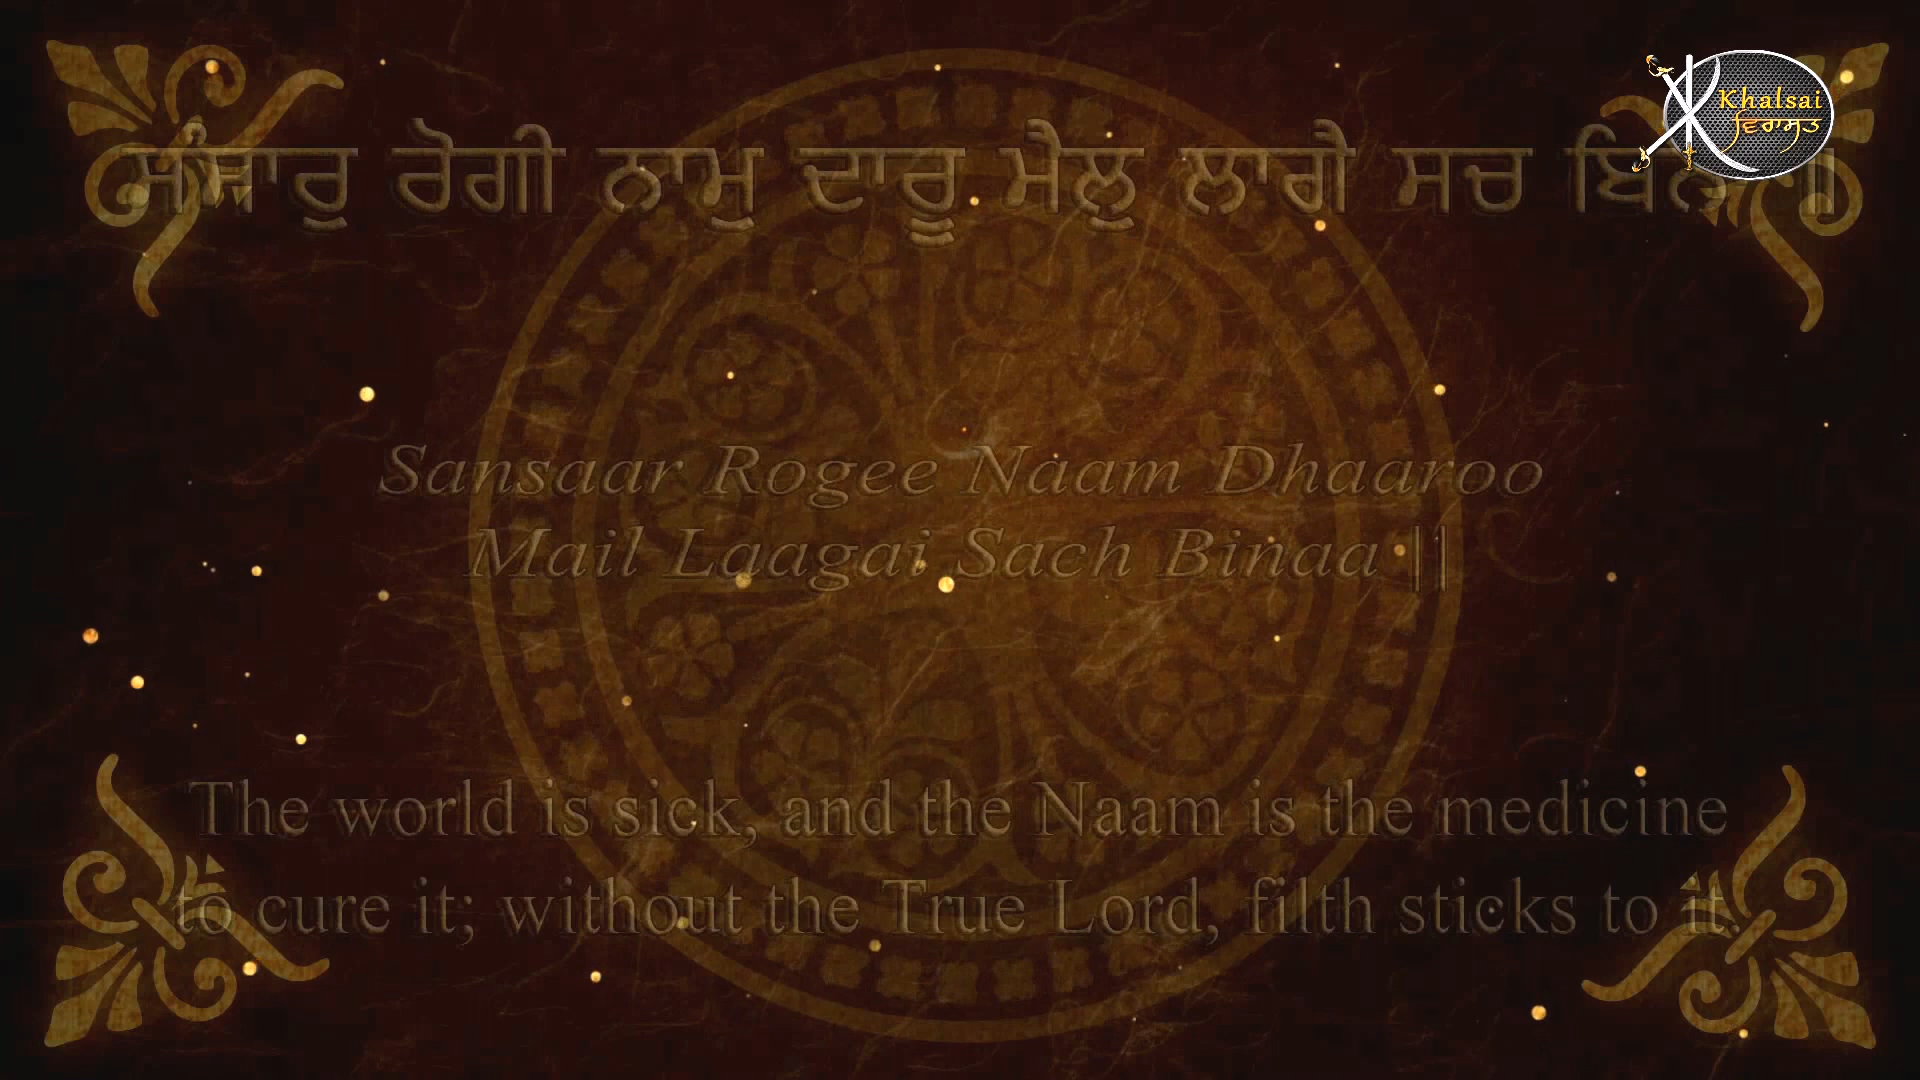 Khalsai
ਵਿਰਾਸਤ
ਸੰਸਾਰੁ ਰੋਗੀ ਨਾਮੁ ਦਾਰੂ ਮੈਲੁ ਲਾਗੈ ਸਚ ਬਿਨਾ ॥
Sansaar Rogee Naam Dhaaroo
Mail Laagai Sach Binaa ||
The world is sick, and the Naam is the medicine
to cure it; without the True Lord, filth sticks to it.